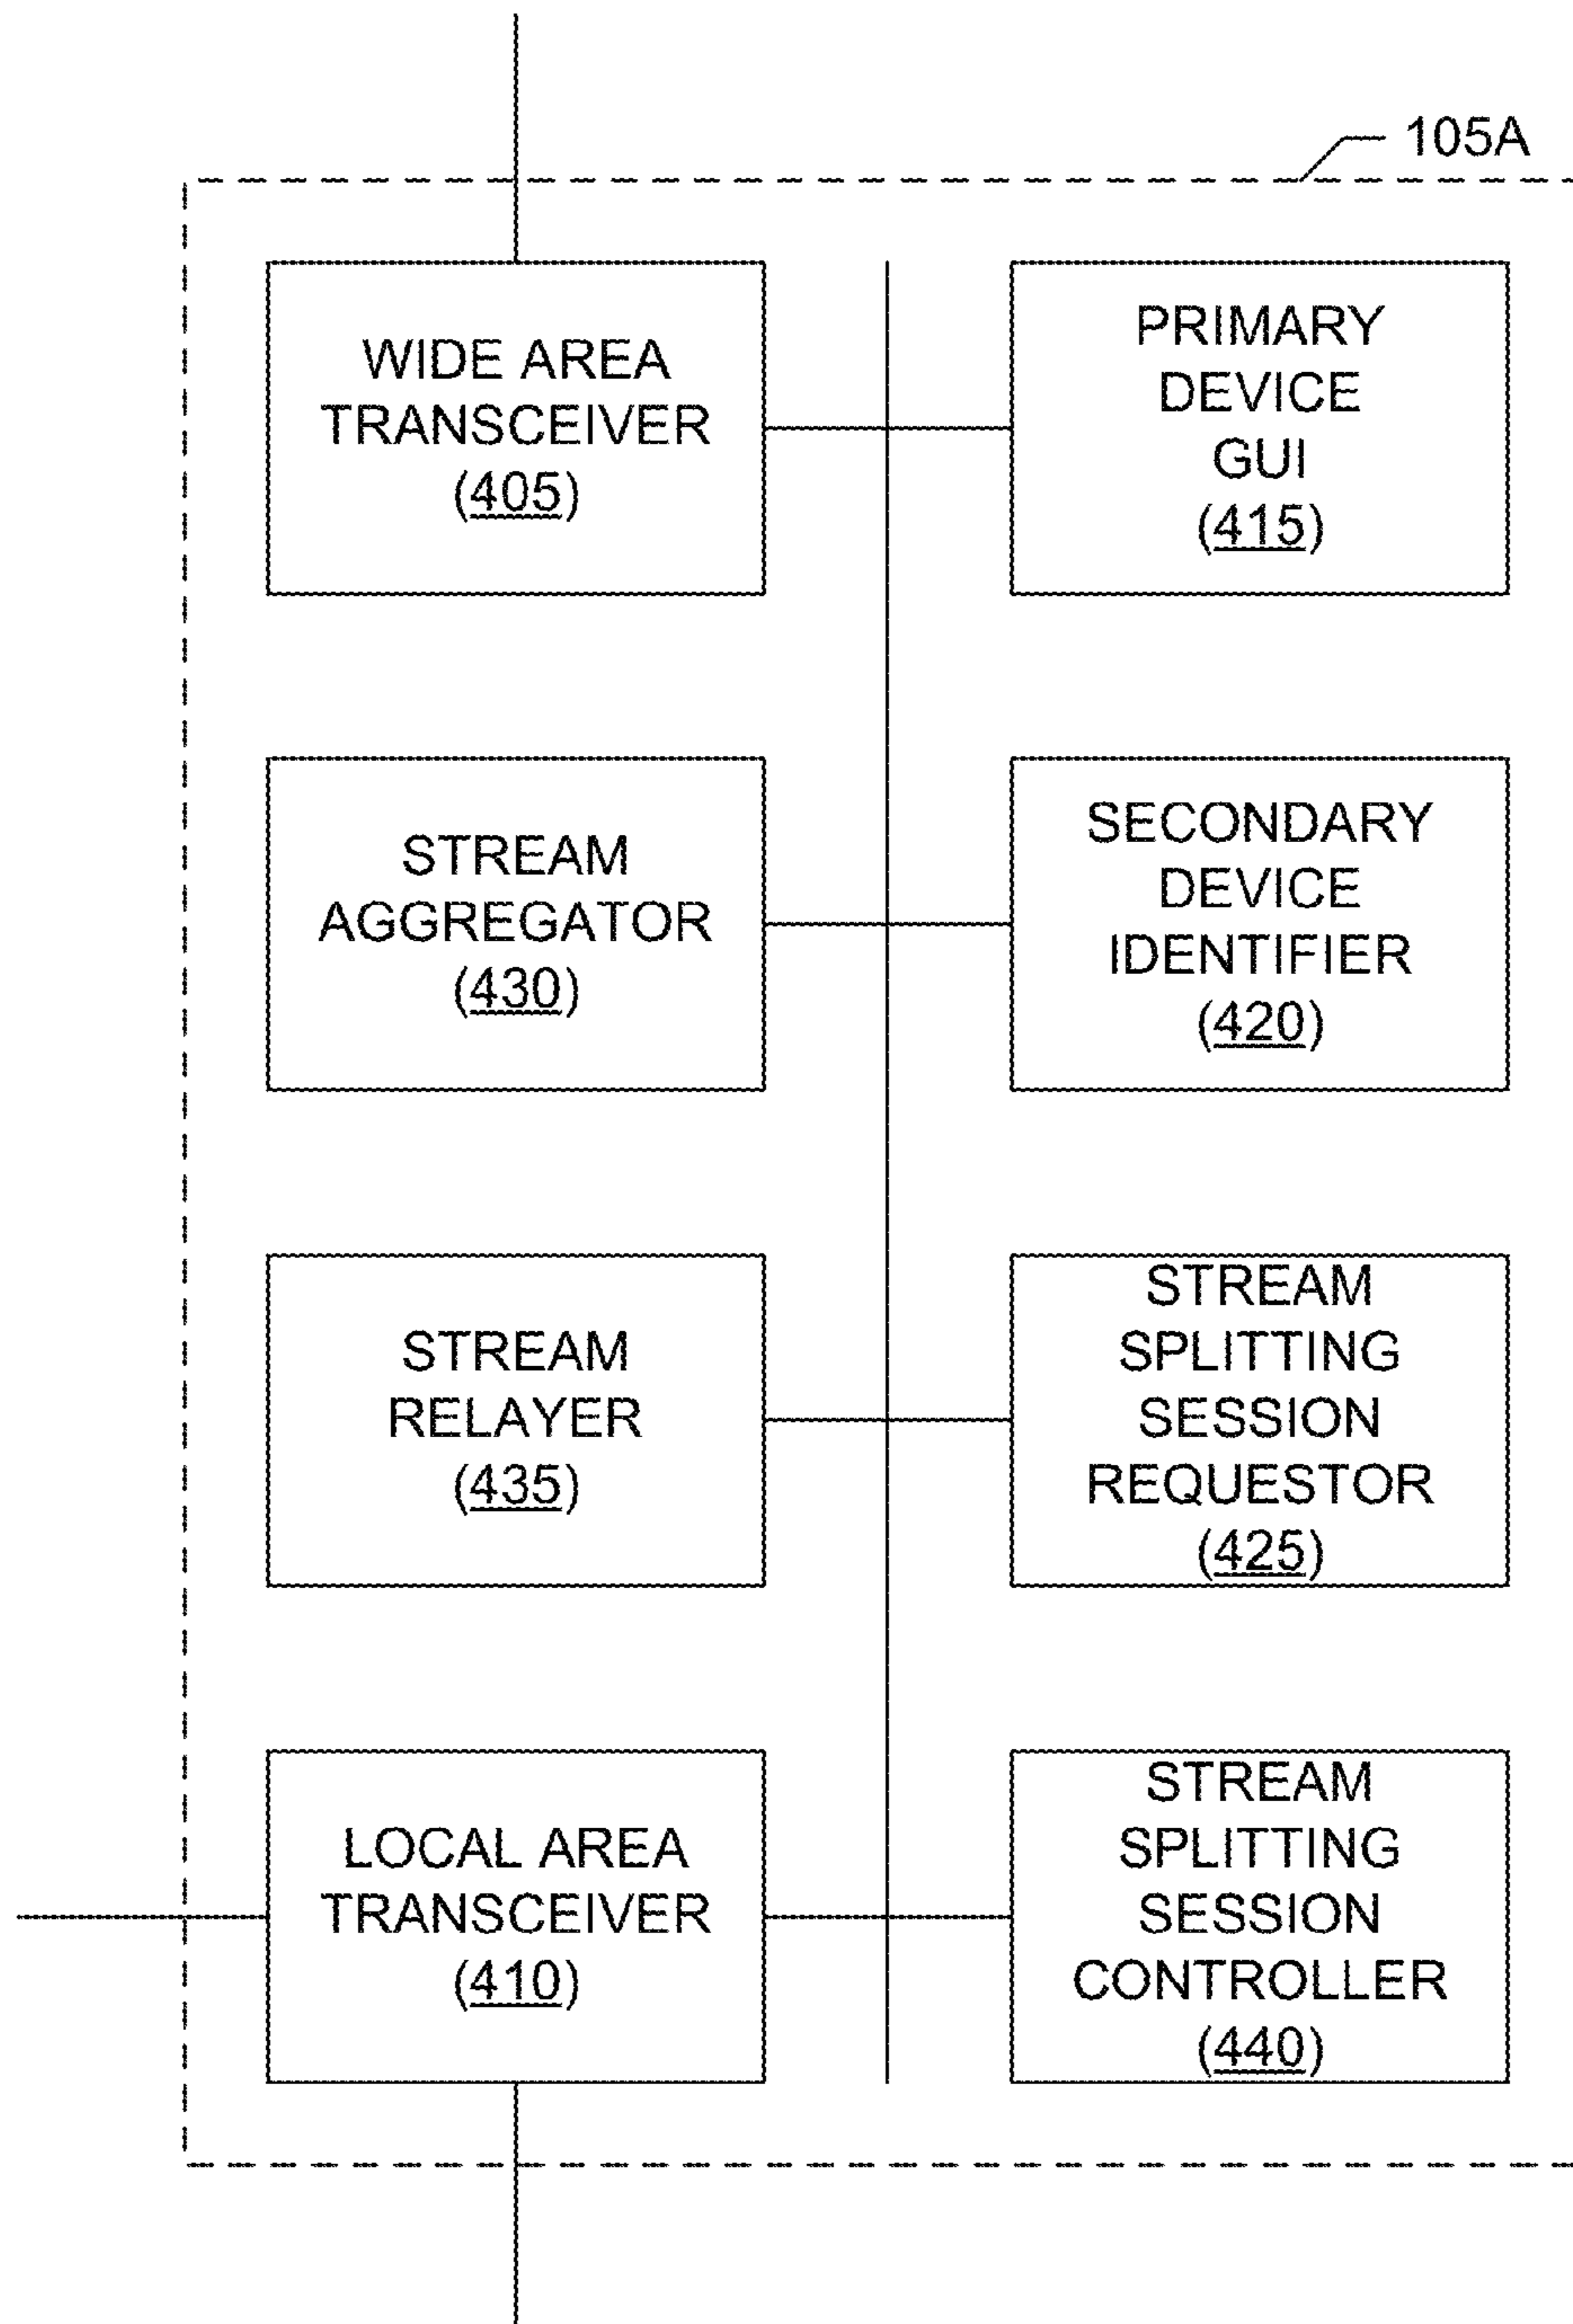 105A
WIDE AREA
TRANSCEIVER
(405)
PRIMARY
DEVICE
GUI
(415)
STREAM
AGGREGATOR
(430)
SECONDARY
DEVICE
IDENTIFIER
(420)
STREAM
RELAYER
(435)
STREAM
SPLITTING
SESSION
REQUESTOR
(425)
LOCAL AREA
TRANSCEIVER
(410)
STREAM
SPLITTING
SESSION
CONTROLLER
(440)